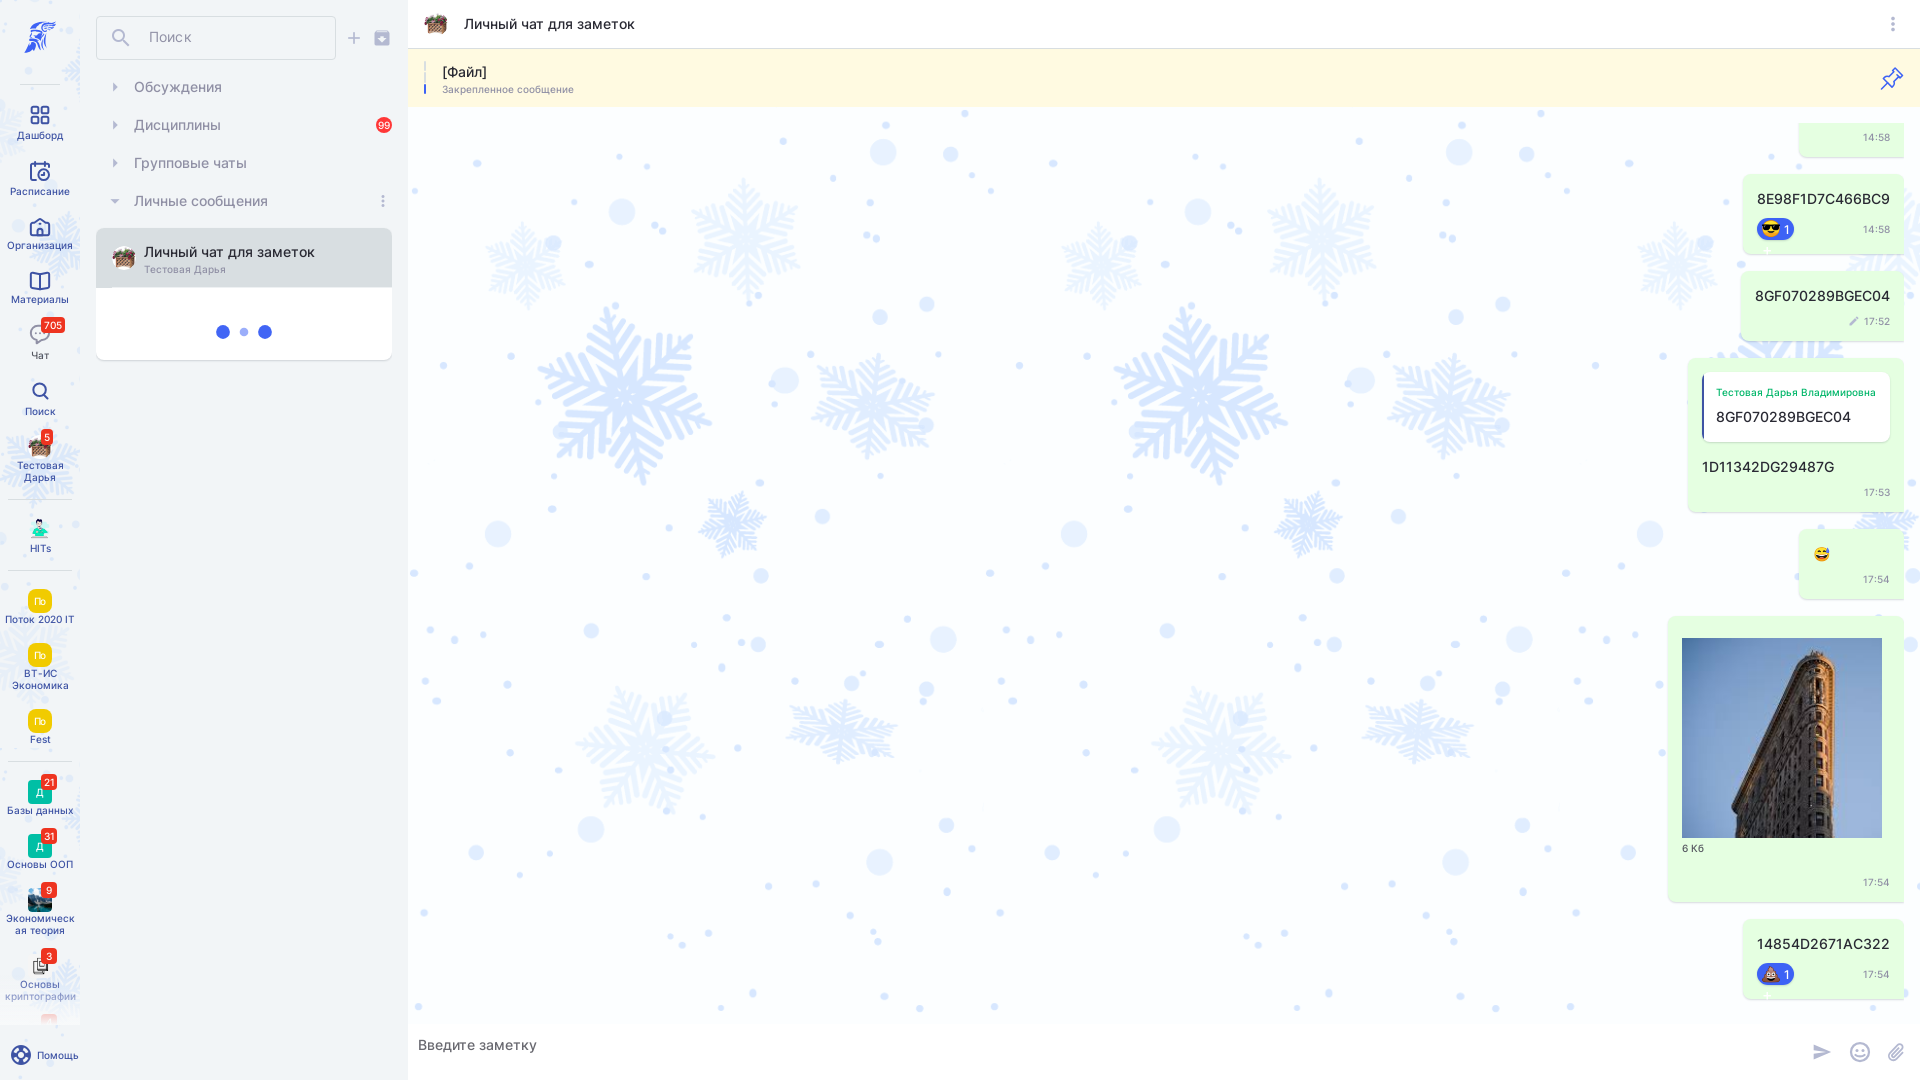 Дашборд
Расписание
Организация
Материалы
705
Чат
Поиск
5
Тестовая
Дарья
HITs
По
Поток 2020 IT
По
ВТ-ИС
Экономика
По
Fest
21
Д
Базы данных
31
Д
Основы ООП
9
Экономическ
ая теория
3
Основы
криптографии
Помощь
Поиск
Обсуждения
Дисциплины
99
Групповые чаты
Личные сообщения
Личный чат для заметок
Тестовая Дарья
Личный чат для заметок
[Файл]
Закрепленное сообщение
14:58
8E98F1D7C466BC9
1
14:58
8GF070289BGEC04
17:52
Тестовая Дарья Владимировна
8GF070289BGEC04
1D11342DG29487G
17:53
17:54
6 Кб
17:54
14854D2671AC322
1
17:54
Введите заметку